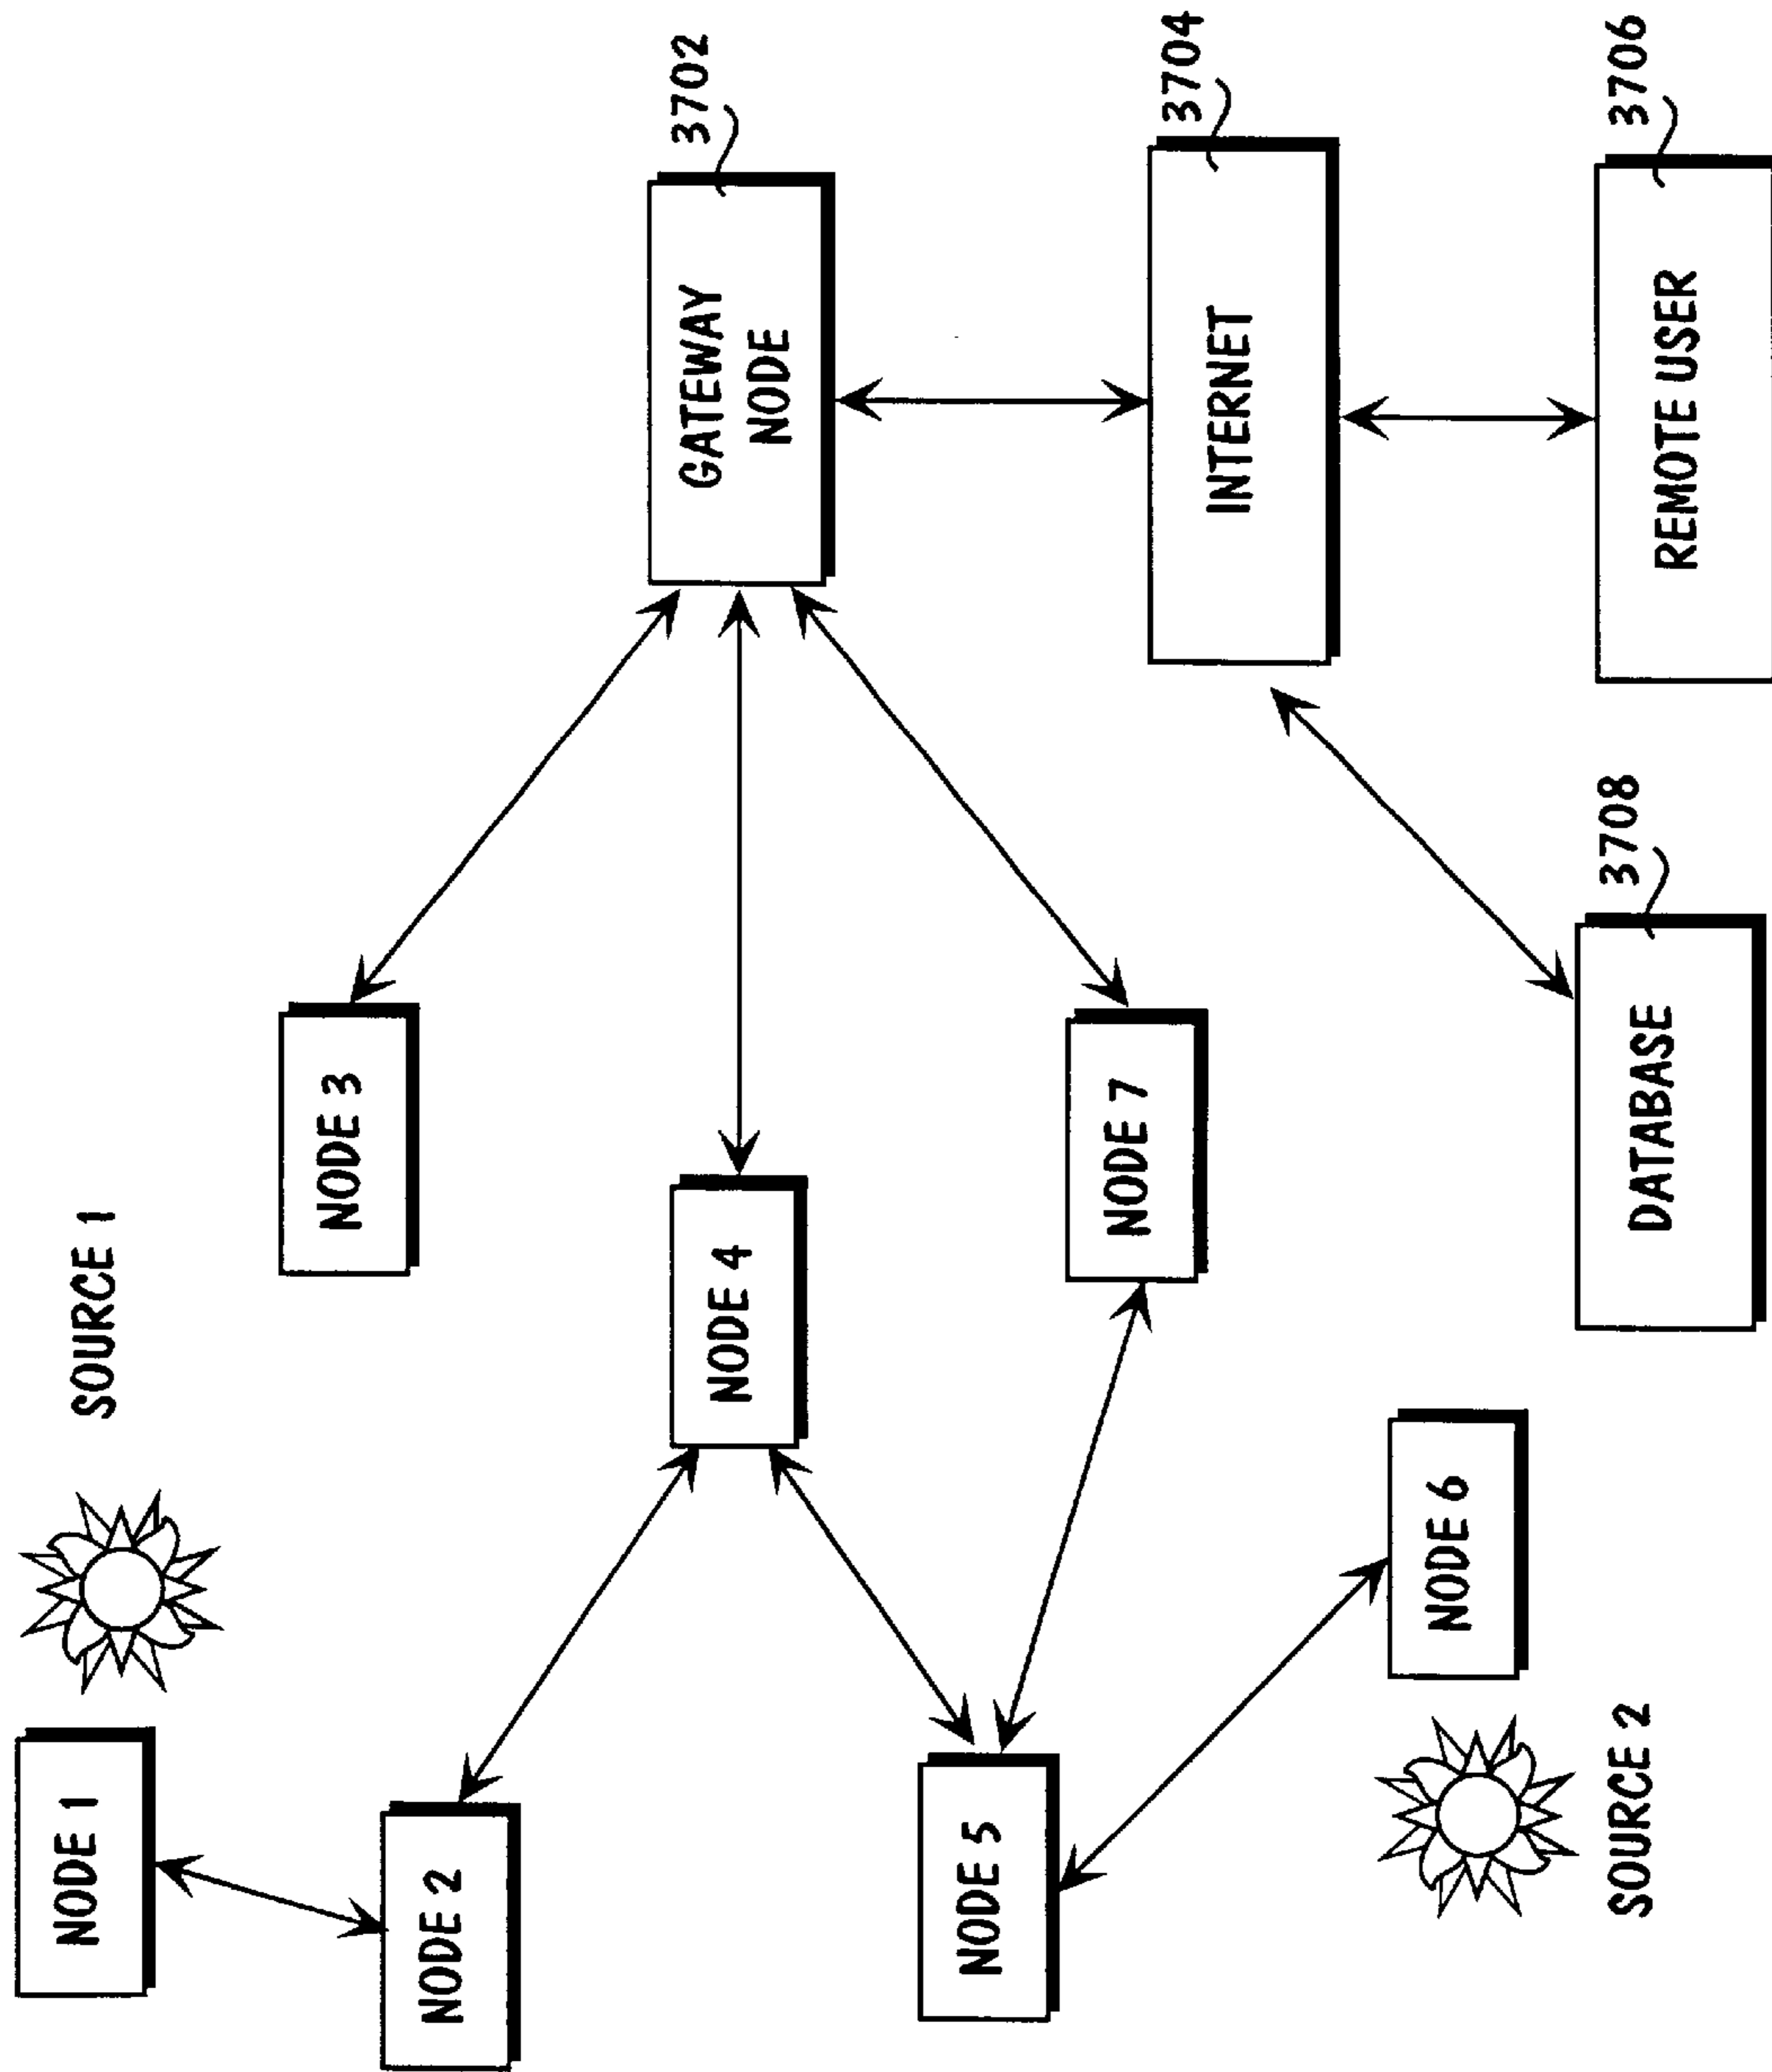 NODE 1
SOURCE 1
NODE 2
NODE 3
NODE 4
GATEWAY
NODE
3702
NODE 5
NODE 7
INTERNET
3704
NODE 6
SOURCE 2
DATABASE
3708
REMOTE USER
3706